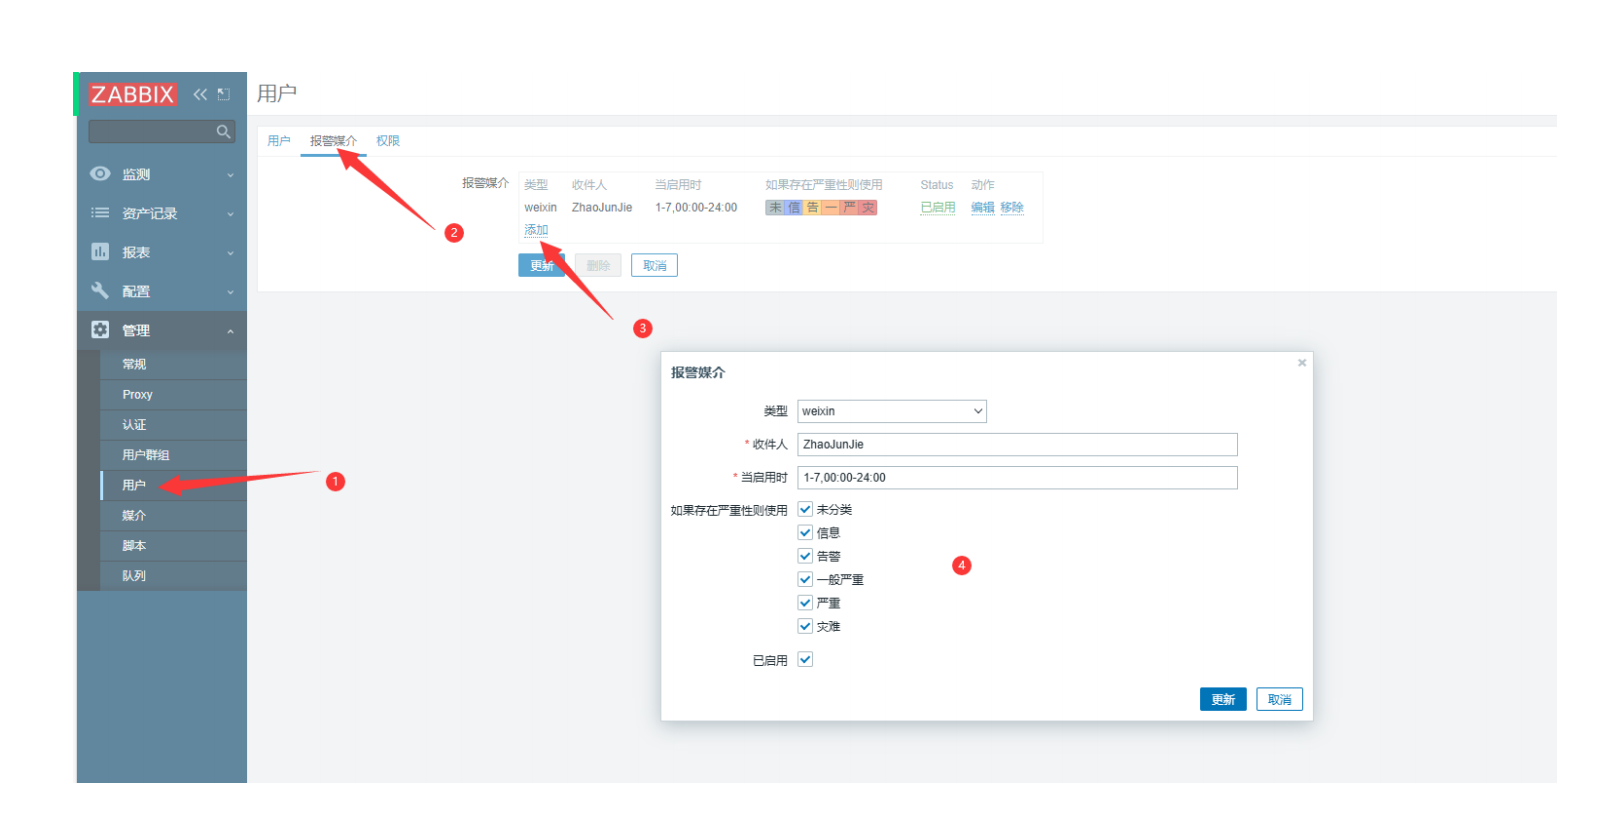 ZABBIX
用户
监测
资产记录
报表
配置
管理
常规
Proxy
认证
用户群组
用户
媒介
脚本
队列
用户 报警媒介 权限
报警媒介 类型 收件人 当启用时 如果存在严重性则使用 Status 动作
weixin ZhaoJunJie 1-7,00:00-24:00 未 信 告 一 严 灾 已启用 编辑 移除
添加
更新 删除 取消
1
2
3
4
报警媒介
类型 weixin
* 收件人 ZhaoJunJie
* 当启用时 1-7,00:00-24:00
如果存在严重性则使用 未分类
信息
告警
一般严重
严重
灾难
已启用
更新 取消